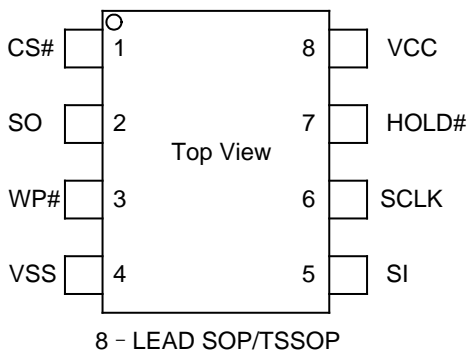 CS# 1 8 VCC
SO 2 7 HOLD#
Top View
WP# 3 6 SCLK
VSS 4 5 SI
8 - LEAD SOP/TSSOP